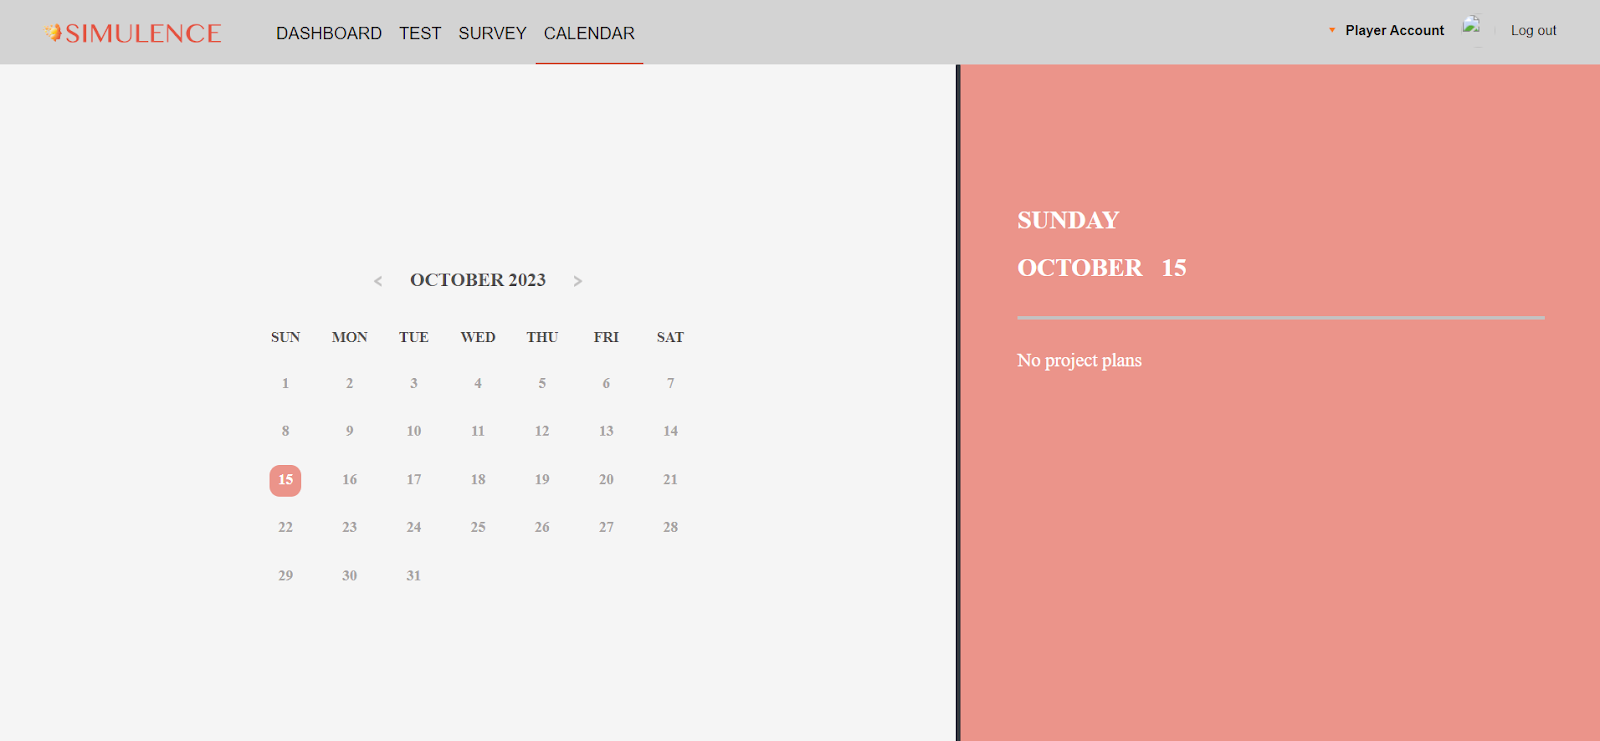 SIMULENCE DASHBOARD TEST SURVEY CALENDAR Player Account Log out
< OCTOBER 2023 >
SUN MON TUE WED THU FRI SAT
1 2 3 4 5 6 7
8 9 10 11 12 13 14
15 16 17 18 19 20 21
22 23 24 25 26 27 28
29 30 31
SUNDAY
OCTOBER 15
No project plans